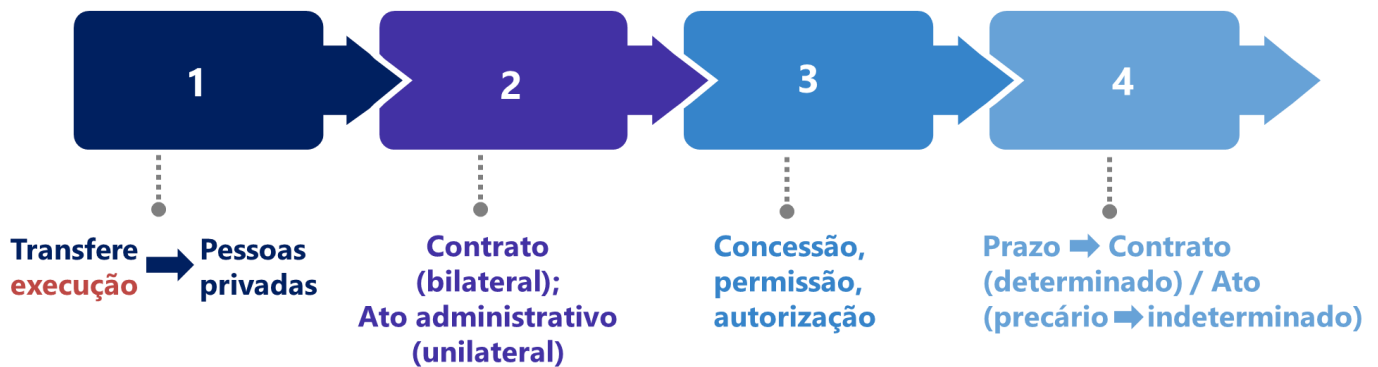 1
2
3
4
Transfere
execução
Pessoas
privadas
Contrato
(bilateral);
Ato administrativo
(unilateral)
Concessão,
permissão,
autorização
Prazo Contrato
(determinado) / Ato
(precário indeterminado)